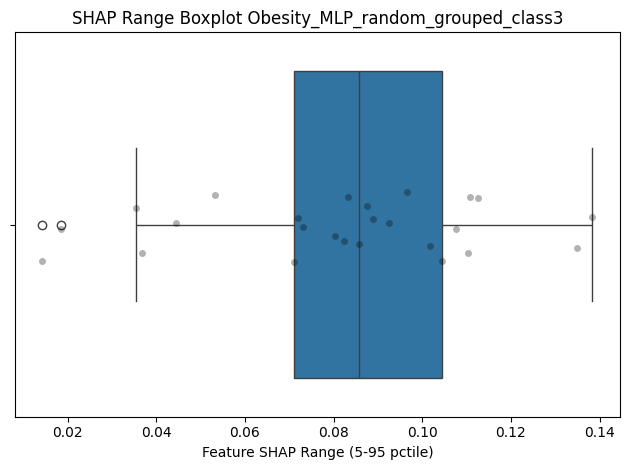 SHAP Range Boxplot Obesity_MLP_random_grouped_class3
0.02 0.04 0.06 0.08 0.10 0.12 0.14
Feature SHAP Range (5-95 pctile)